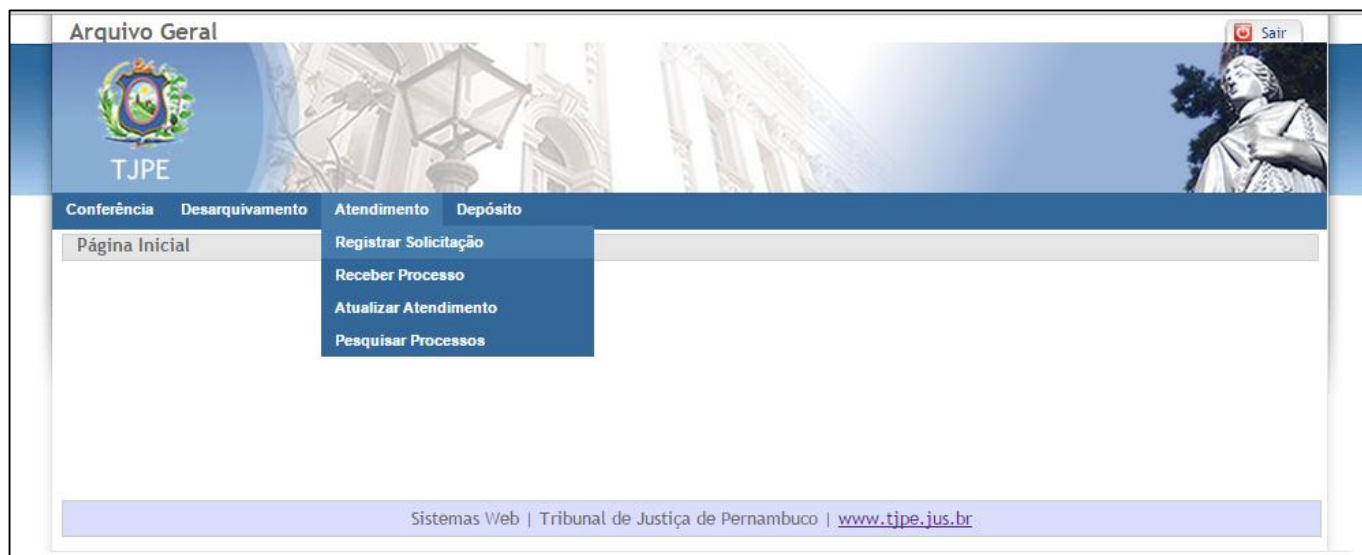 Arquivo Geral
Sair
TJPE
Conferência Desarquivamento Atendimento Depósito
Página Inicial
Registrar Solicitação
Receber Processo
Atualizar Atendimento
Pesquisar Processos
Sistemas Web | Tribunal de Justiça de Pernambuco | www.tjpe.jus.br